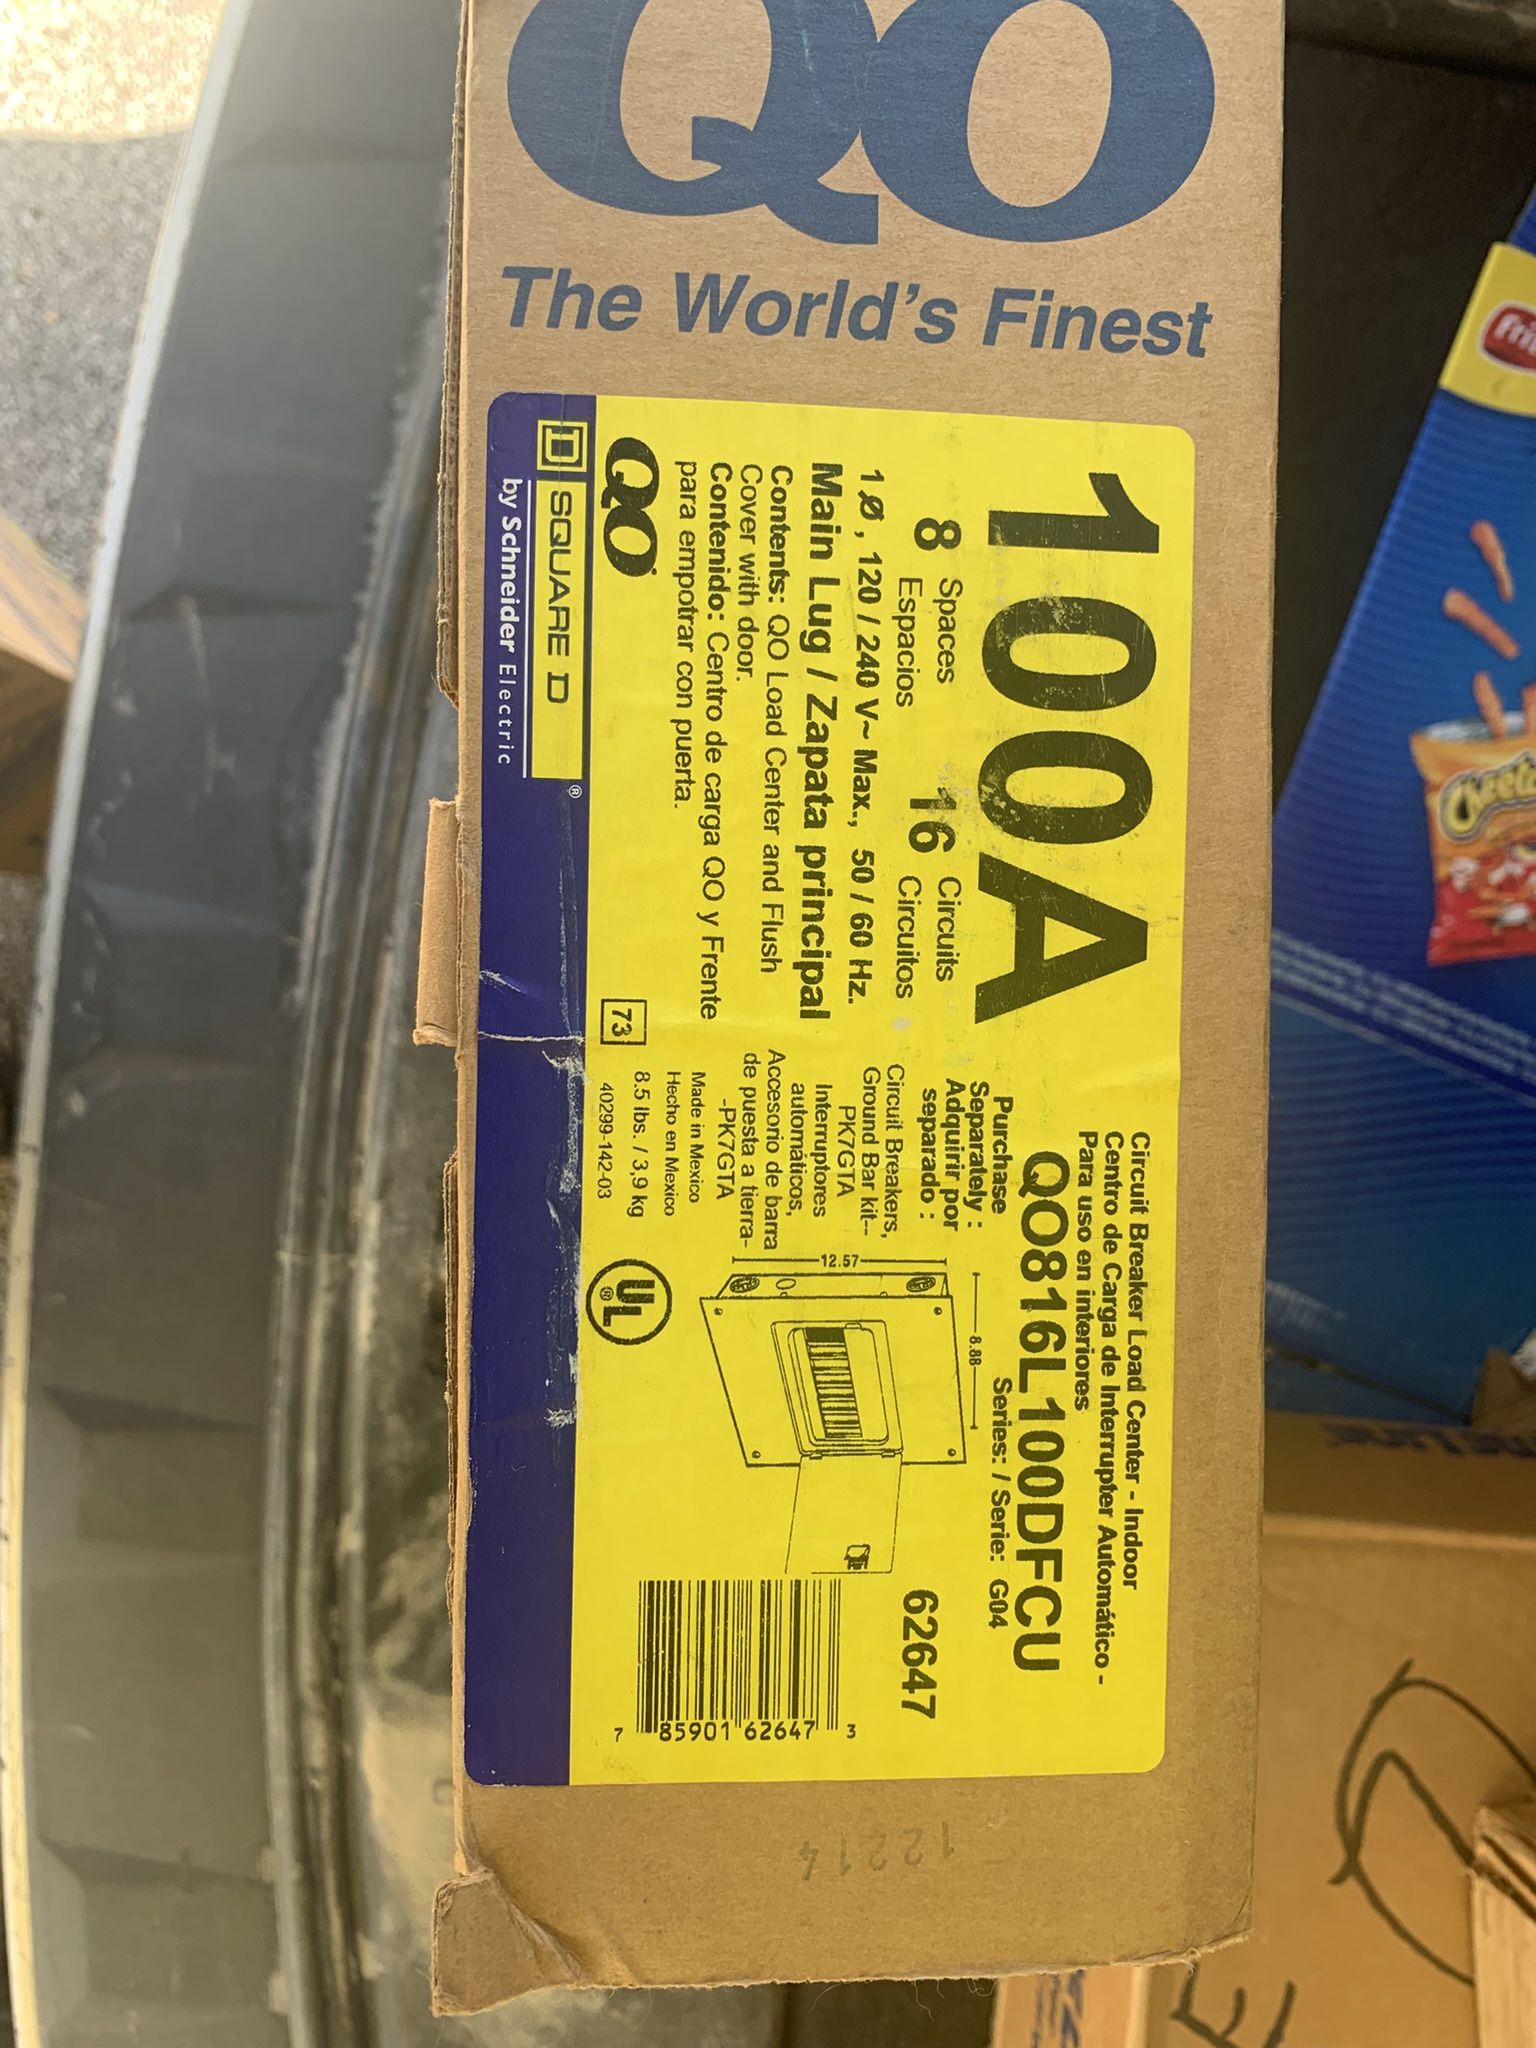 QO
The World's Finest
100A
8 Spaces
Espacios
16 Circuits
Circuitos
1Ø, 120 / 240 V~ Max., 50 / 60 Hz.
Main Lug / Zapata principal
Contents: QO Load Center and Flush
Cover with door.
Contenido: Centro de carga QO y Frente
para empotrar con puerta.
QO
73
SQUARE D
by Schneider Electric
Circuit Breaker Load Center - Indoor
Centro de Carga de Interrupter Automático -
Para uso en interiores
QO816L100DFCU
Series: / Serie: G04
Purchase
Separately :
Adquirir por
separado :
Circuit Breakers,
Ground Bar kit--
PK7GTA
Interruptores
automáticos,
Accesorio de barra
de puesta a tierra-
-PK7GTA
Made in Mexico
Hecho en Mexico
8.5 lbs. / 3,9 kg
40299-142-03
UL
12.57
8.88
62647
7 85901 62647 3
12214
Cheet